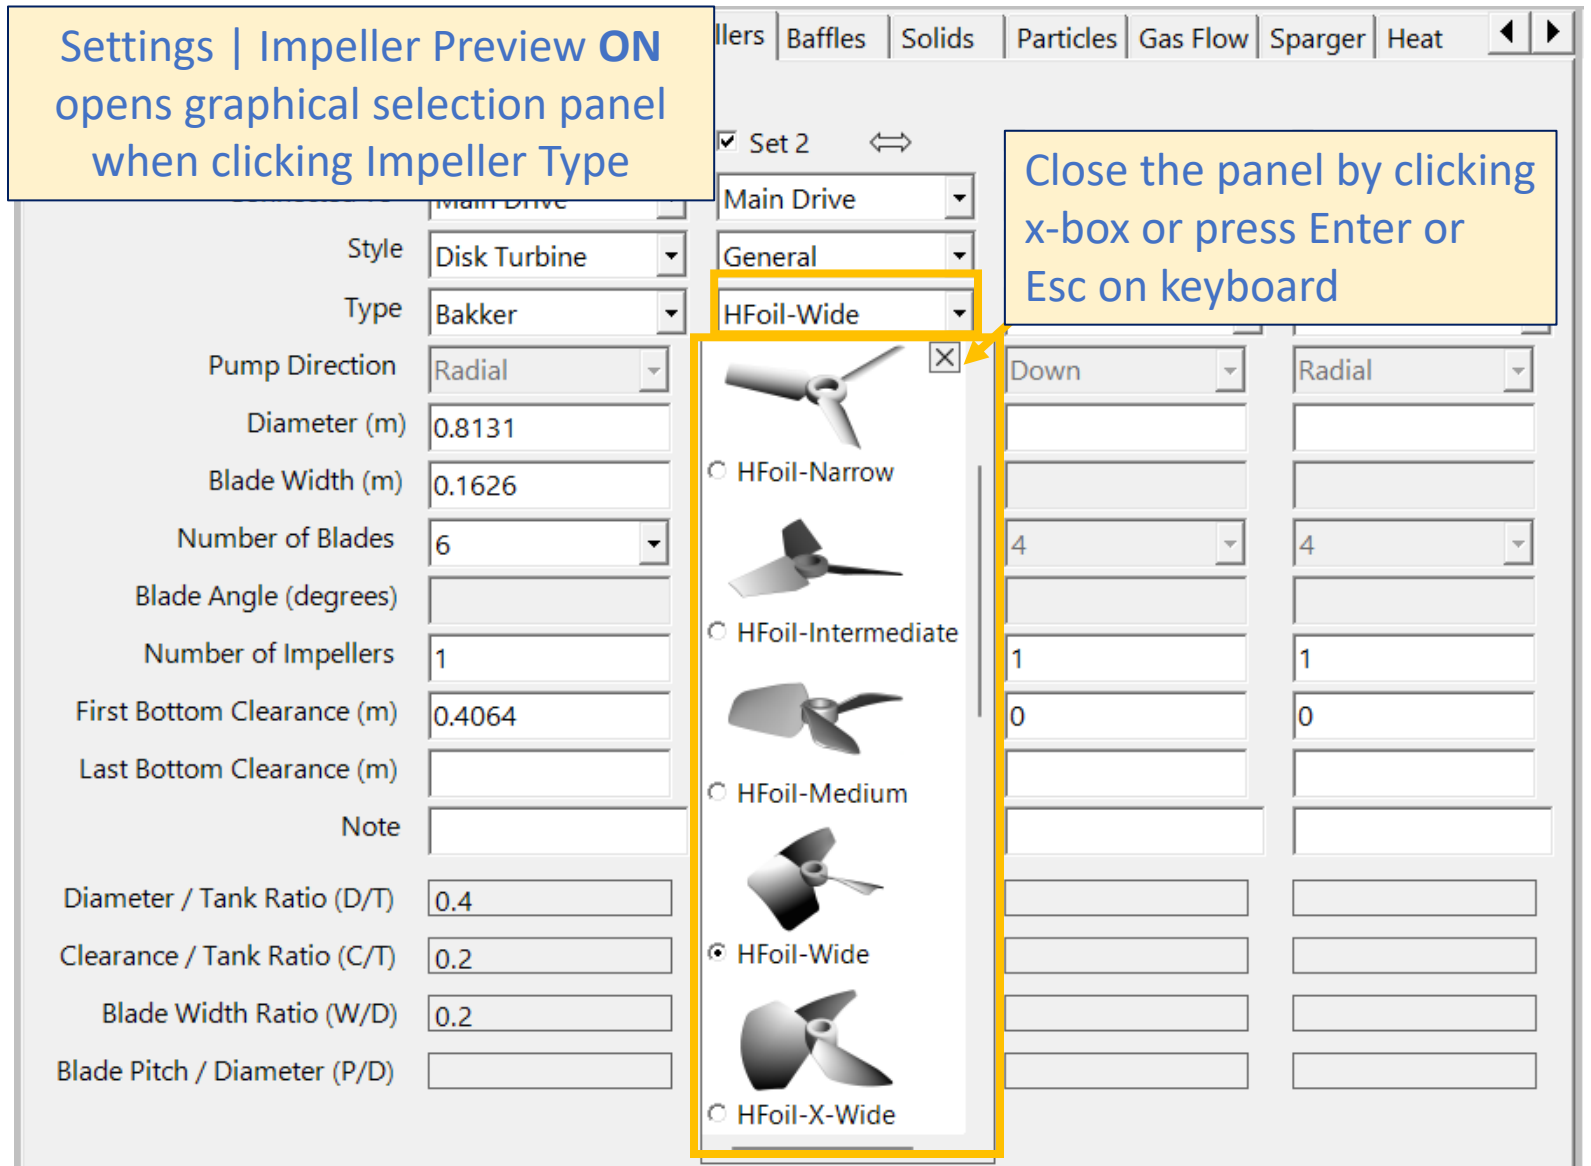 Settings | Impeller Preview ON
opens graphical selection panel
when clicking Impeller Type
Baffles Solids Particles Gas Flow Sparger Heat
Set 2
Close the panel by clicking
x-box or press Enter or
Esc on keyboard
Main Drive
Style Disk Turbine General
Type Bakker HFoil-Wide
Pump Direction Radial Down Radial
Diameter (m) 0.8131
Blade Width (m) 0.1626
HFoil-Narrow
Number of Blades 6 4 4
Blade Angle (degrees)
HFoil-Intermediate
Number of Impellers 1 1 1
First Bottom Clearance (m) 0.4064 0 0
Last Bottom Clearance (m)
HFoil-Medium
Note
Diameter / Tank Ratio (D/T) 0.4
Clearance / Tank Ratio (C/T) 0.2
HFoil-Wide
Blade Width Ratio (W/D) 0.2
Blade Pitch / Diameter (P/D)
HFoil-X-Wide